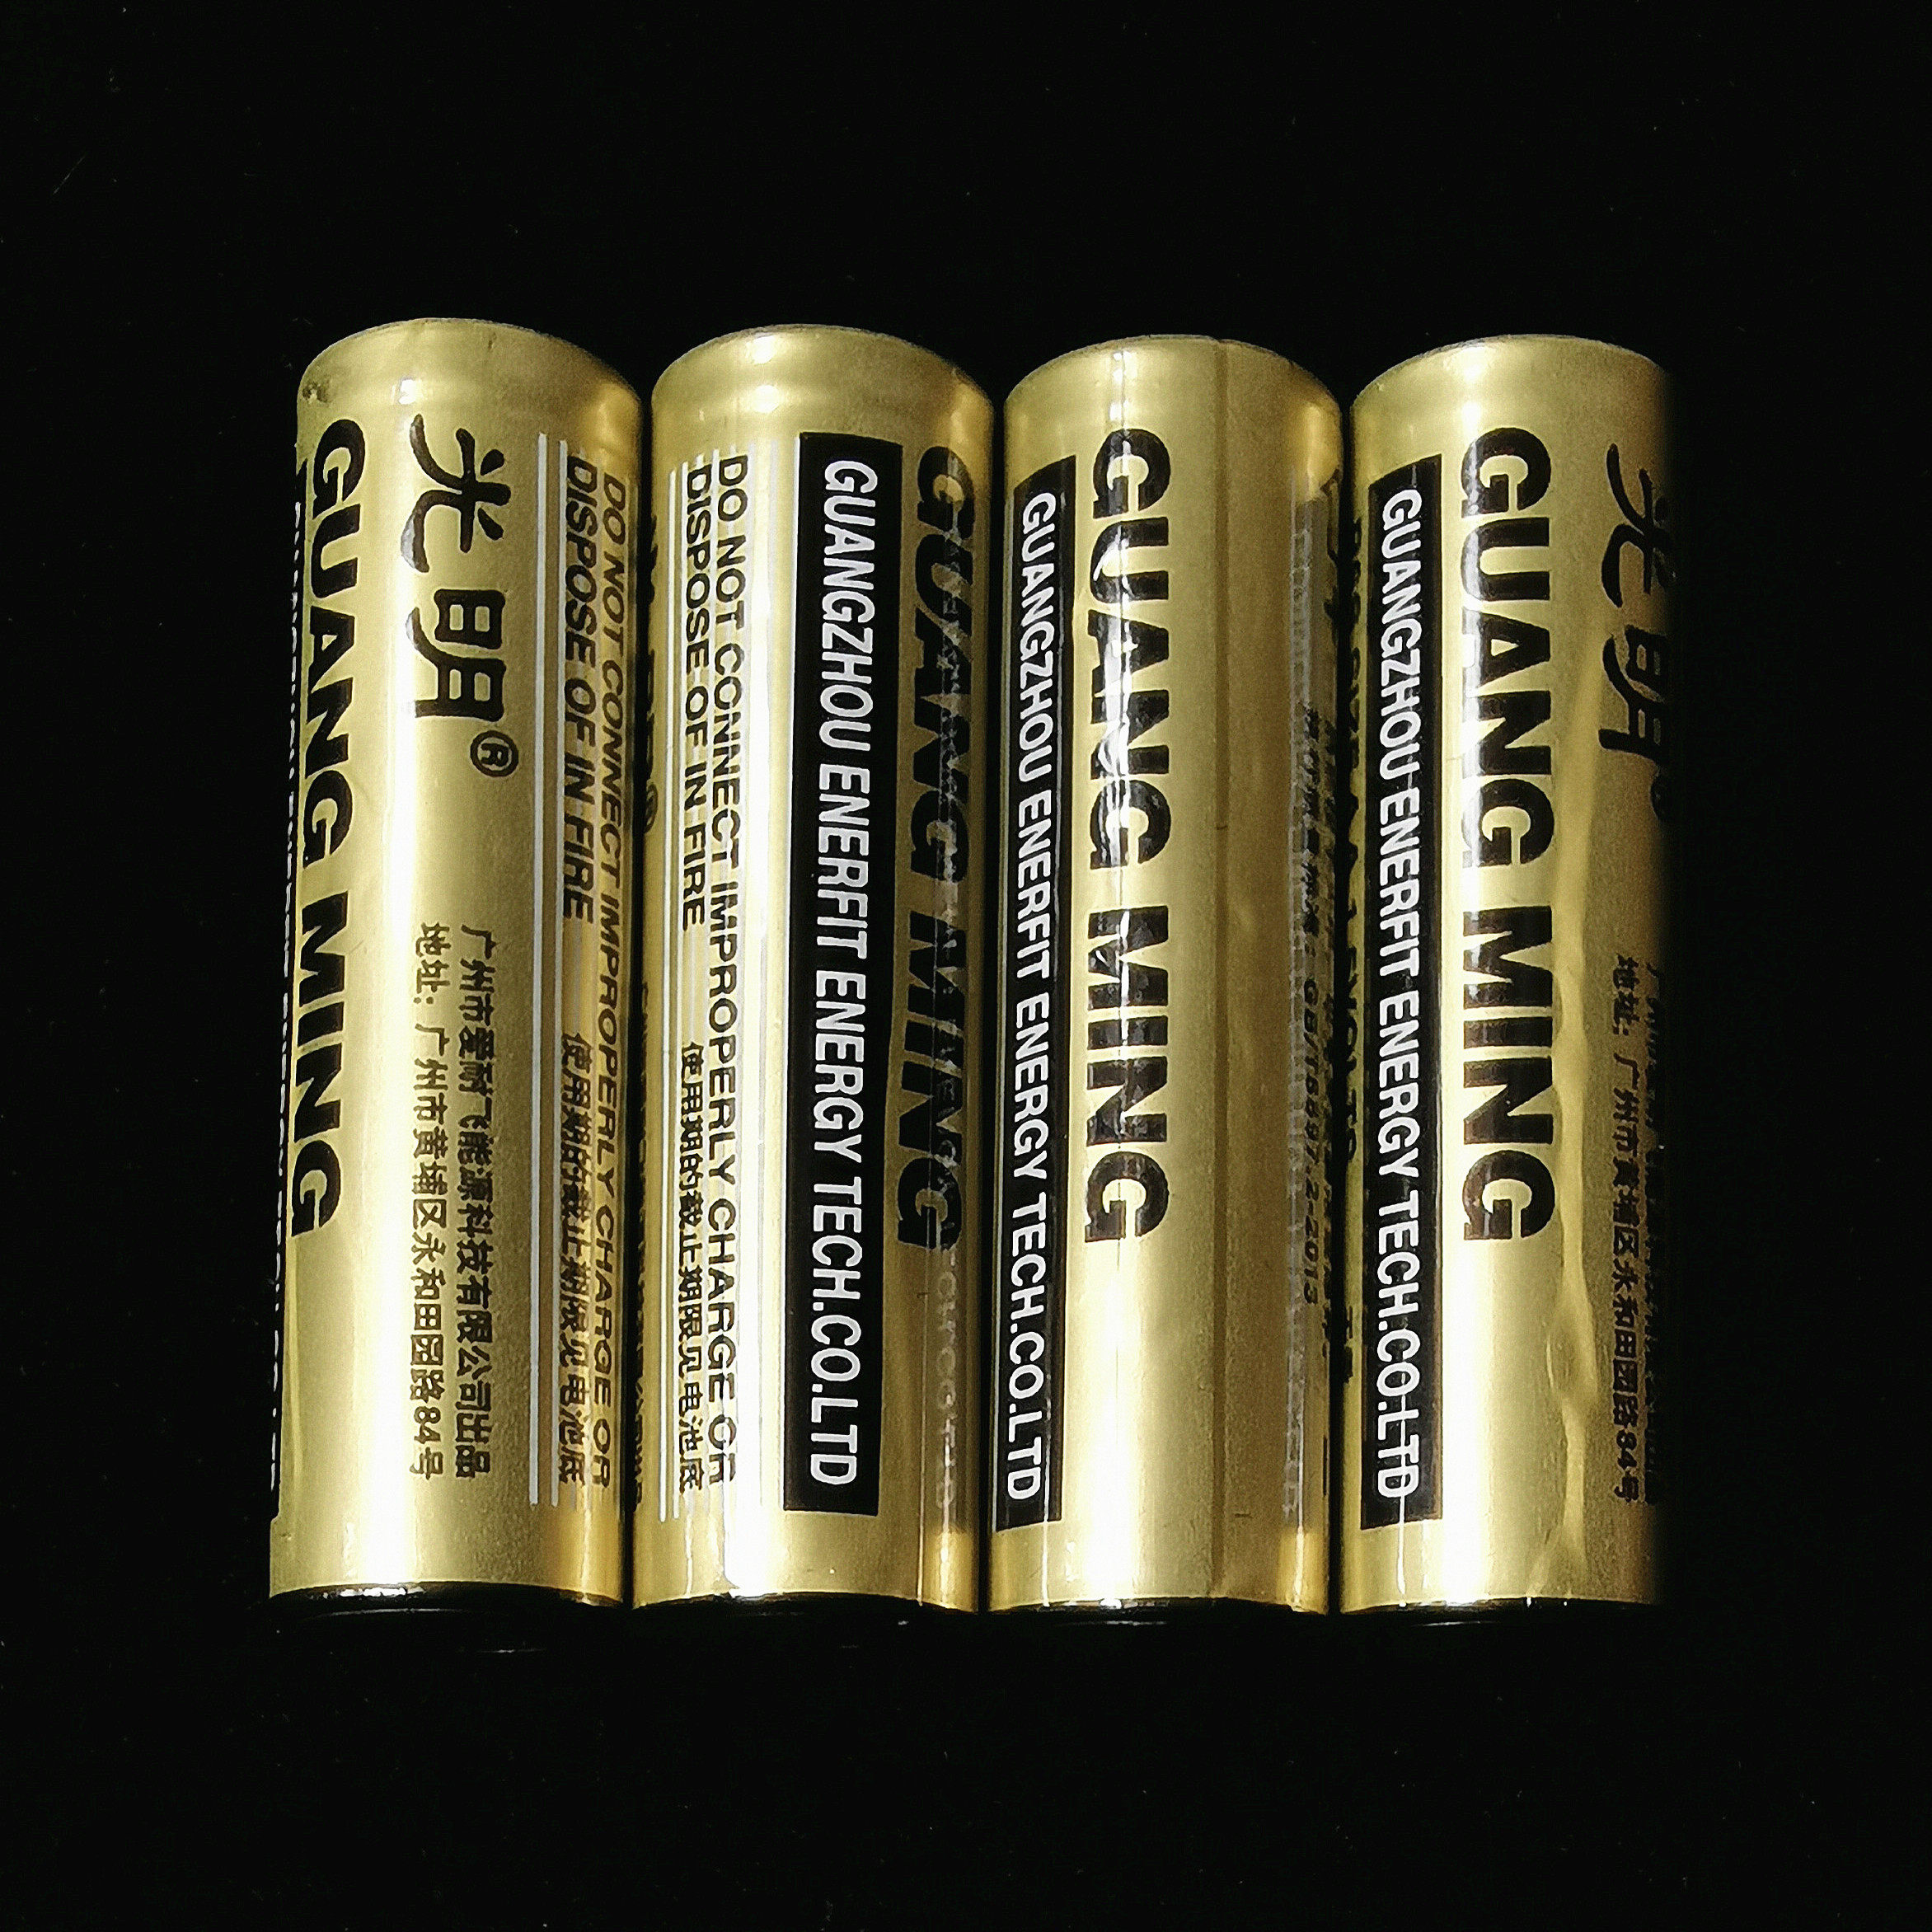 光明®
GUANG MING
广州市爱耐飞能源科技有限公司出品
地址：广州市黄埔区永和田园路84号
DO NOT CONNECT IMPROPERLY CHARGE OR
DISPOSE OF IN FIRE 使用期的截止期限见电池底
DO NOT CONNECT IMPROPERLY CHARGE OR
DISPOSE OF IN FIRE 使用期的截止期限见电池底
GUANG MING
GUANGZHOU ENERFIT ENERGY TECH.CO.LTD
GB/T8897.2-2013
GUANG MING
GUANGZHOU ENERFIT ENERGY TECH.CO.LTD
光明
地址：广州市黄埔区永和田园路84号
GUANG MING
GUANGZHOU ENERFIT ENERGY TECH.CO.LTD